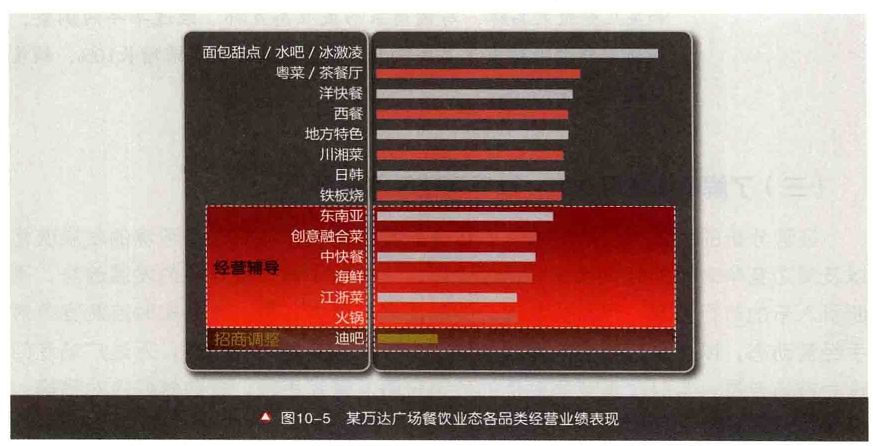 面包甜点 / 水吧 / 冰激凌
粤菜 / 茶餐厅
洋快餐
西餐
地方特色
川湘菜
日韩
铁板烧
东南亚
创意融合菜
中快餐
经营辅导
海鲜
江浙菜
火锅
招商调整
迪吧
图10-5 某万达广场餐饮业态各品类经营业绩表现